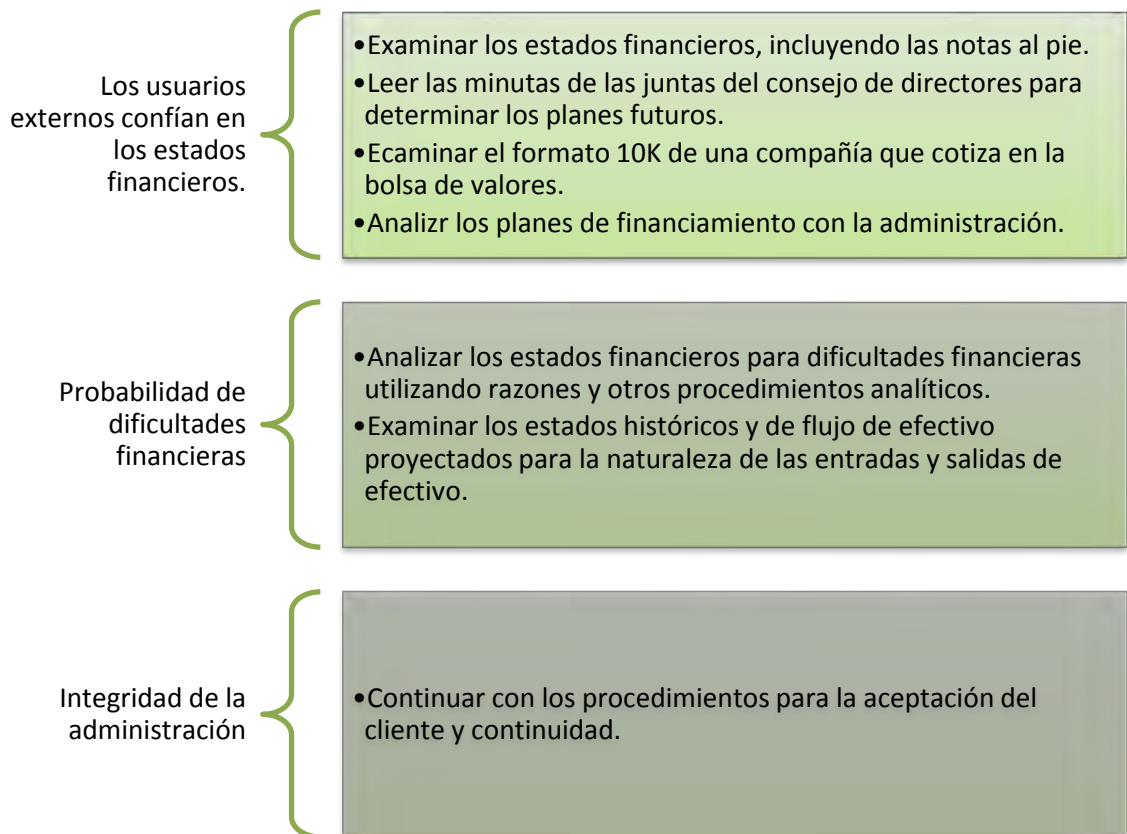 Los usuarios
externos confían en
los estados
financieros.
•Examinar los estados financieros, incluyendo las notas al pie.
•Leer las minutas de las juntas del consejo de directores para
determinar los planes futuros.
•Ecaminar el formato 10K de una compañía que cotiza en la
bolsa de valores.
•Analizr los planes de financiamiento con la administración.
Probabilidad de
dificultades
financieras
•Analizar los estados financieros para dificultades financieras
utilizando razones y otros procedimientos analíticos.
•Examinar los estados históricos y de flujo de efectivo
proyectados para la naturaleza de las entradas y salidas de
efectivo.
Integridad de la
administración
•Continuar con los procedimientos para la aceptación del
cliente y continuidad.